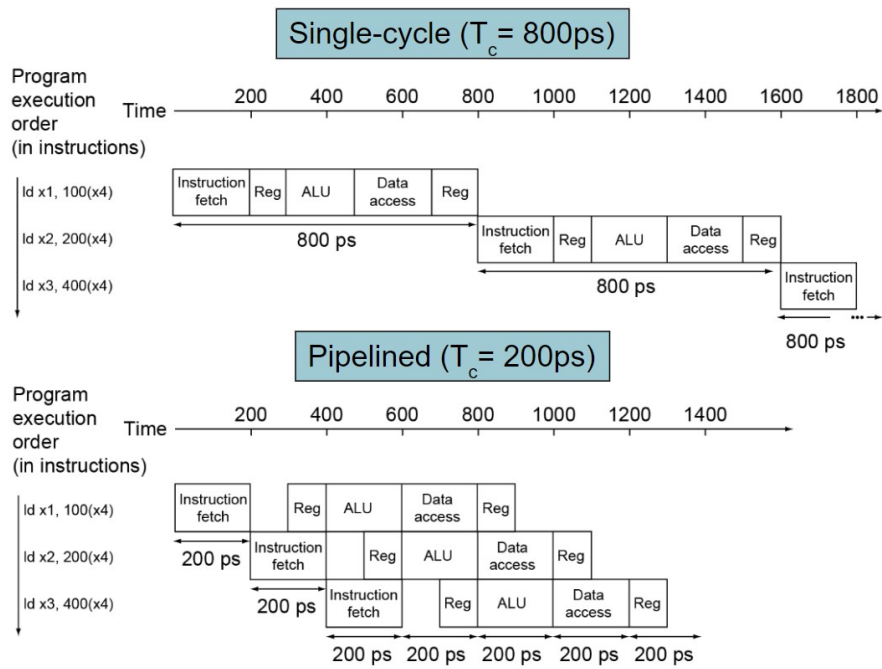 Single-cycle (Tc= 800ps)
Program
execution
order
(in instructions)
Time
200 400 600 800 1000 1200 1400 1600 1800
ld x1, 100(x4)
Instruction
fetch
Reg
ALU
Data
access
Reg
800 ps
ld x2, 200(x4)
Instruction
fetch
Reg
ALU
Data
access
Reg
800 ps
ld x3, 400(x4)
Instruction
fetch
...
800 ps
Pipelined (Tc= 200ps)
Program
execution
order
(in instructions)
Time
200 400 600 800 1000 1200 1400
ld x1, 100(x4)
Instruction
fetch
Reg
ALU
Data
access
Reg
200 ps
ld x2, 200(x4)
Instruction
fetch
Reg
ALU
Data
access
Reg
200 ps
ld x3, 400(x4)
Instruction
fetch
Reg
ALU
Data
access
Reg
200 ps 200 ps 200 ps 200 ps 200 ps